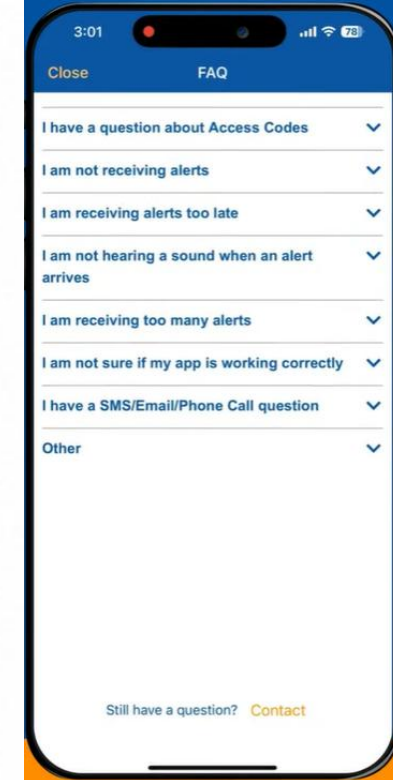 3:01
78
Close
FAQ
I have a question about Access Codes
I am not receiving alerts
I am receiving alerts too late
I am not hearing a sound when an alert
arrives
I am receiving too many alerts
I am not sure if my app is working correctly
I have a SMS/Email/Phone Call question
Other
Still have a question? Contact